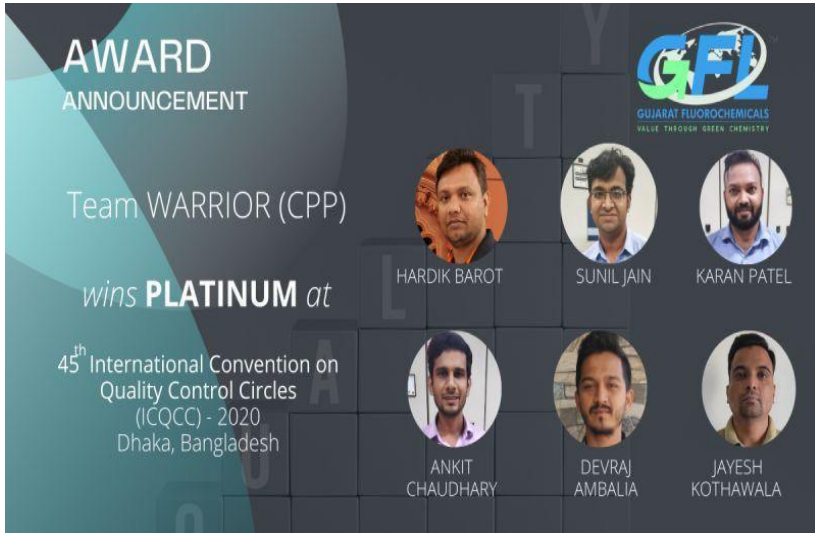 AWARD
ANNOUNCEMENT
Team WARRIOR (CPP)
wins PLATINUM at
45th International Convention on
Quality Control Circles
(ICQCC) - 2020
Dhaka, Bangladesh
GFL
TM
GUJARAT FLUOROCHEMICALS
VALUE THROUGH GREEN CHEMISTRY
HARDIK BAROT
SUNIL JAIN
KARAN PATEL
ANKIT
CHAUDHARY
DEVRAJ
AMBALIA
JAYESH
KOTHAWALA
QUALITY